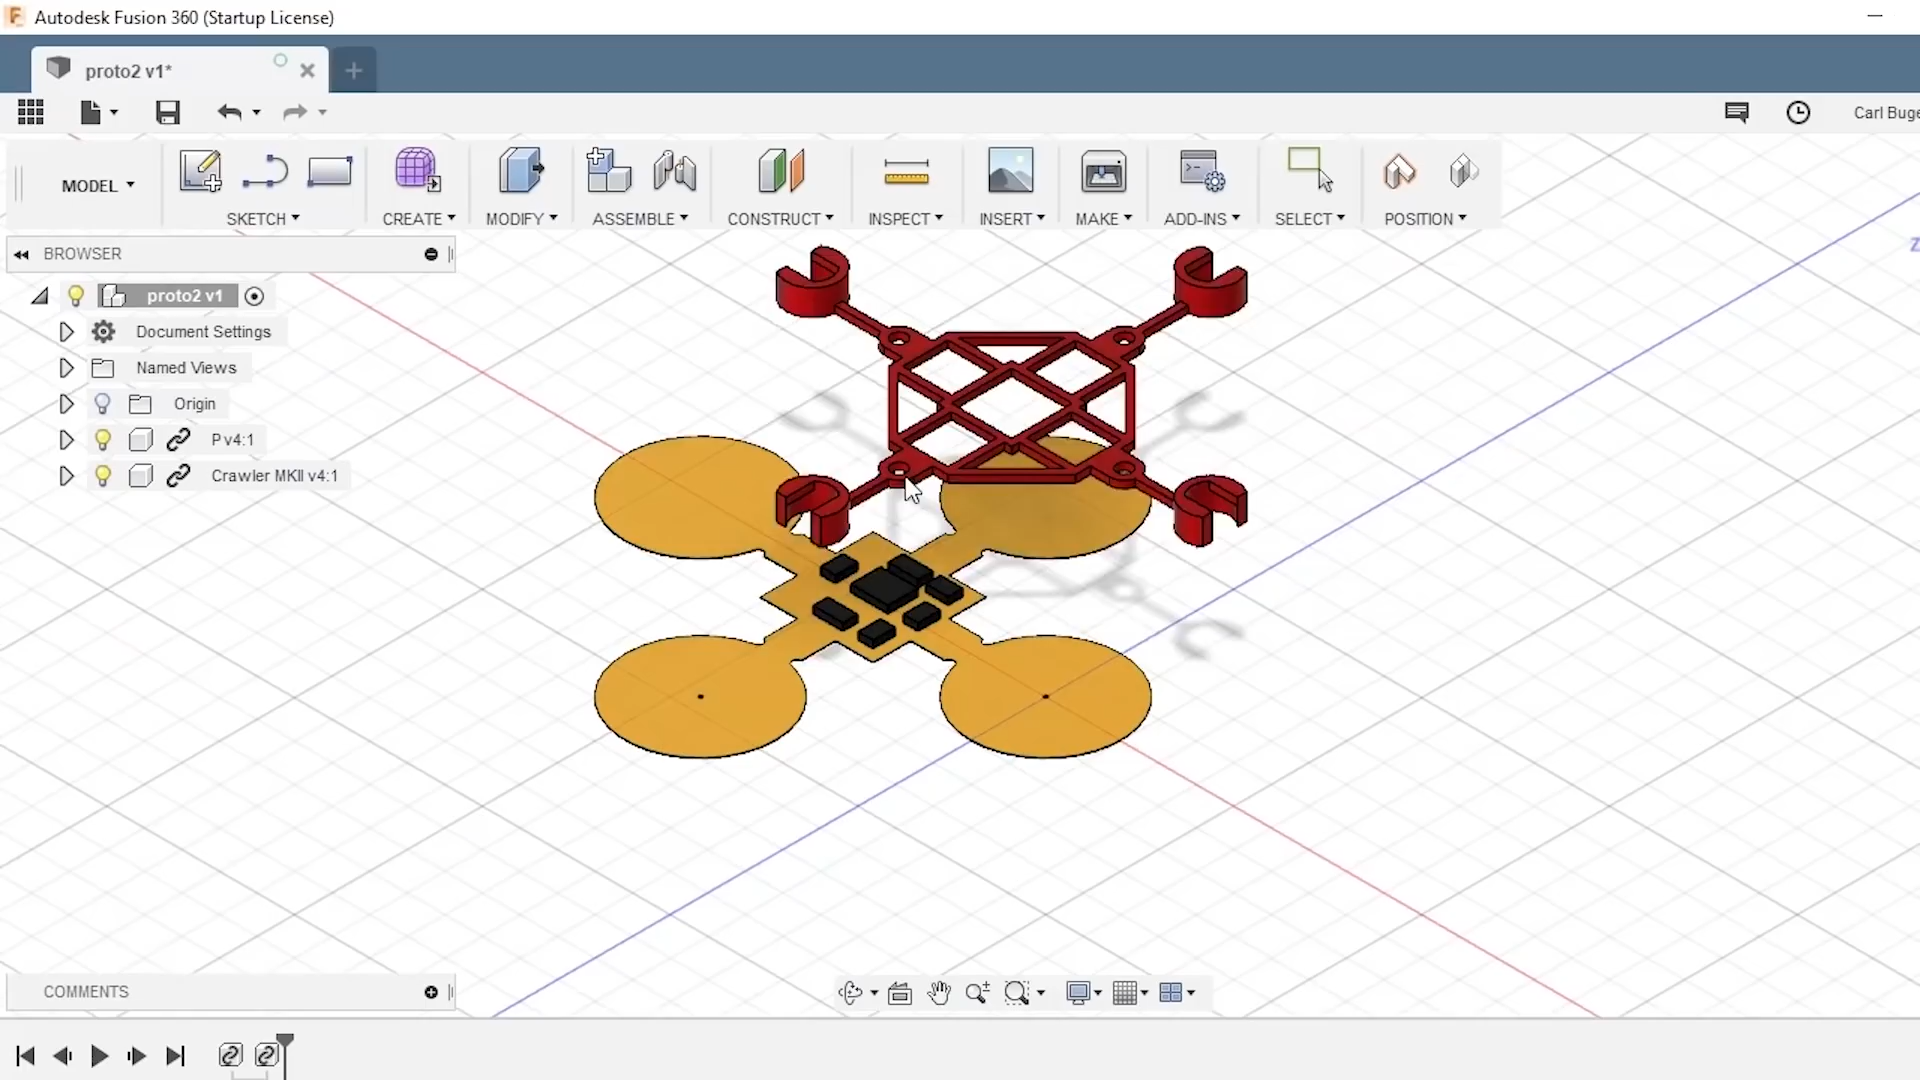 Autodesk Fusion 360 (Startup License)
proto2 v1*
Carl Buge
MODEL
SKETCH
CREATE
MODIFY
ASSEMBLE
CONSTRUCT
INSPECT
INSERT
MAKE
ADD-INS
SELECT
POSITION
BROWSER
Z
proto2 v1
Document Settings
Named Views
Origin
P v4:1
Crawler MKII v4:1
COMMENTS